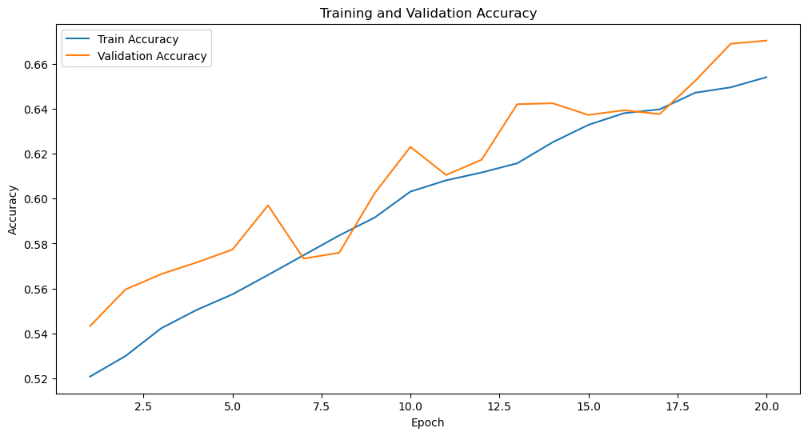 Training and Validation Accuracy
Train Accuracy
Validation Accuracy
Accuracy
0.66
0.64
0.62
0.60
0.58
0.56
0.54
0.52
2.5 5.0 7.5 10.0 12.5 15.0 17.5 20.0
Epoch